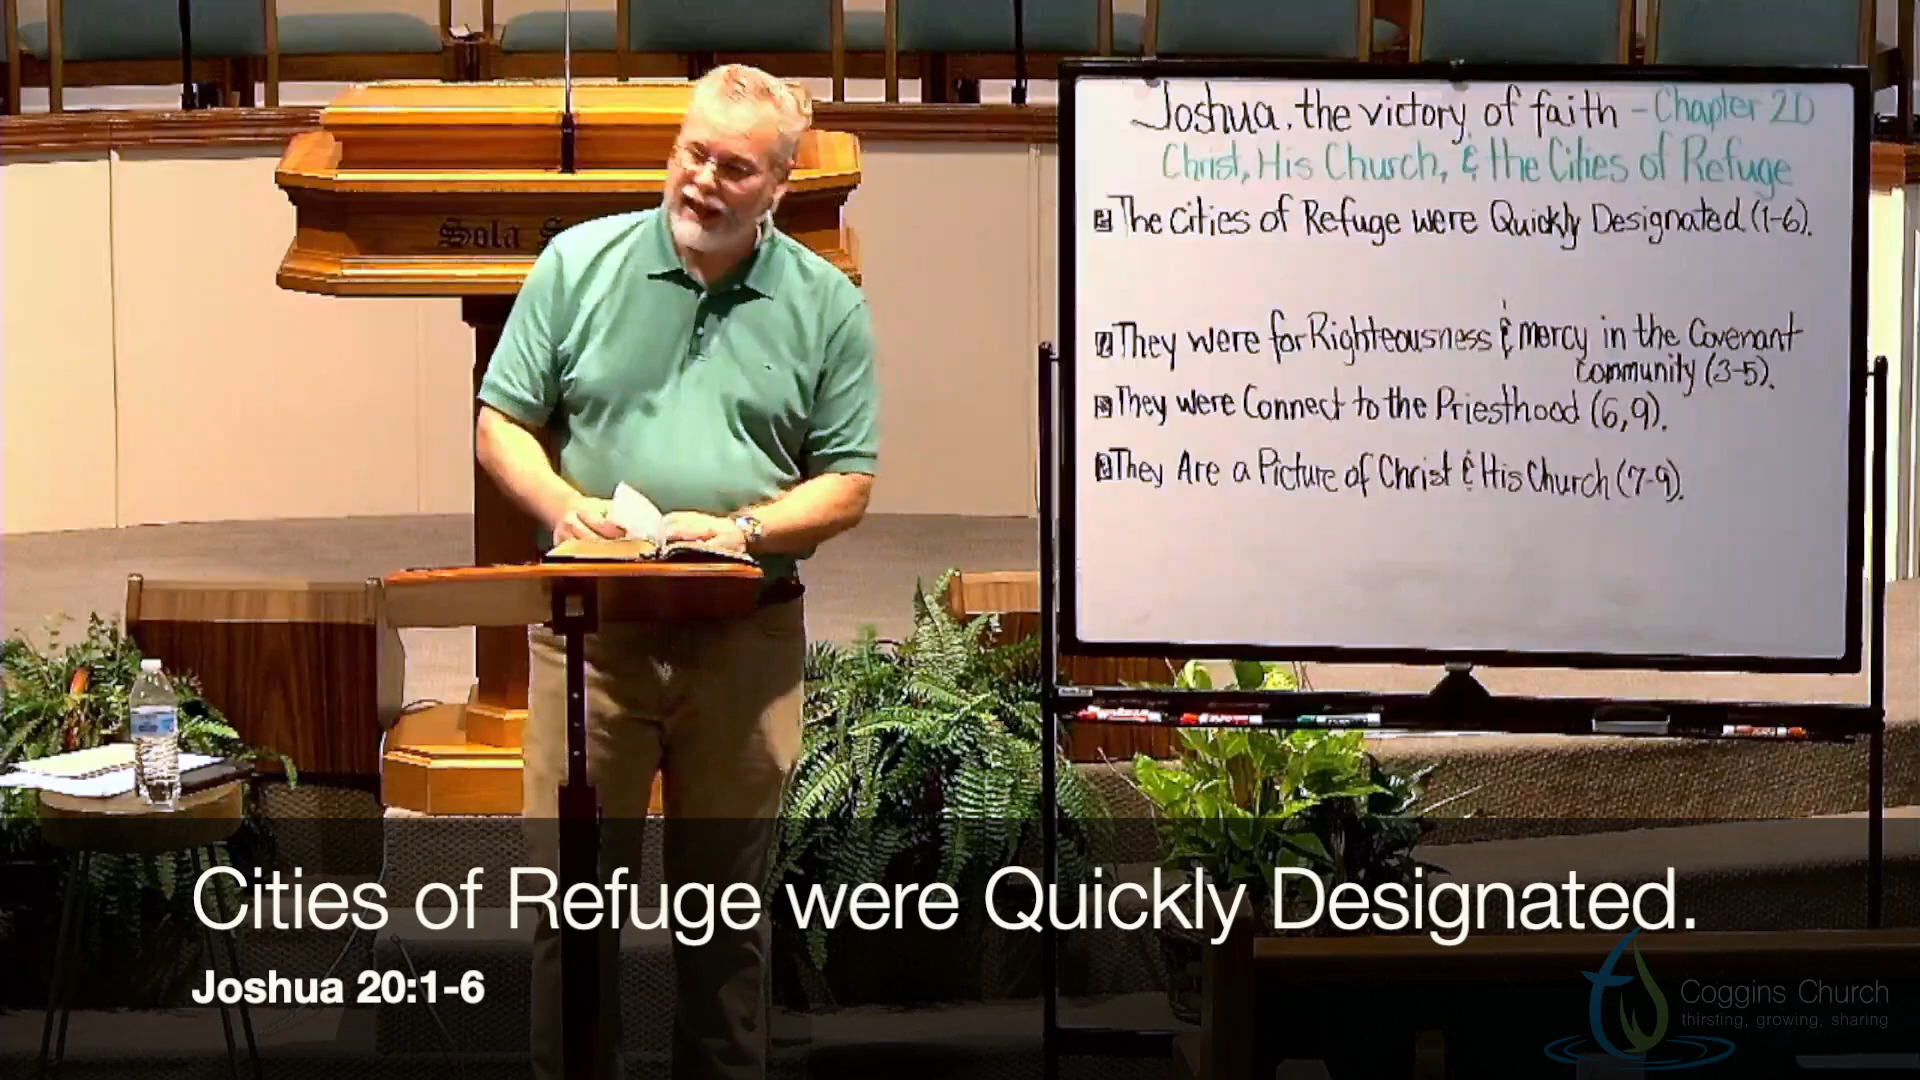 Joshua, the victory of faith - Chapter 20
Christ, His Church, & the Cities of Refuge
The Cities of Refuge were Quickly Designated (1-6).
They were for Righteousness & mercy in the Covenant
community (3-5).
They were Connect to the Priesthood (6,9).
They Are a Picture of Christ & His Church (7-9).
Sola
Cities of Refuge were Quickly Designated.
Joshua 20:1-6
Coggins Church
thirsting, growing, sharing